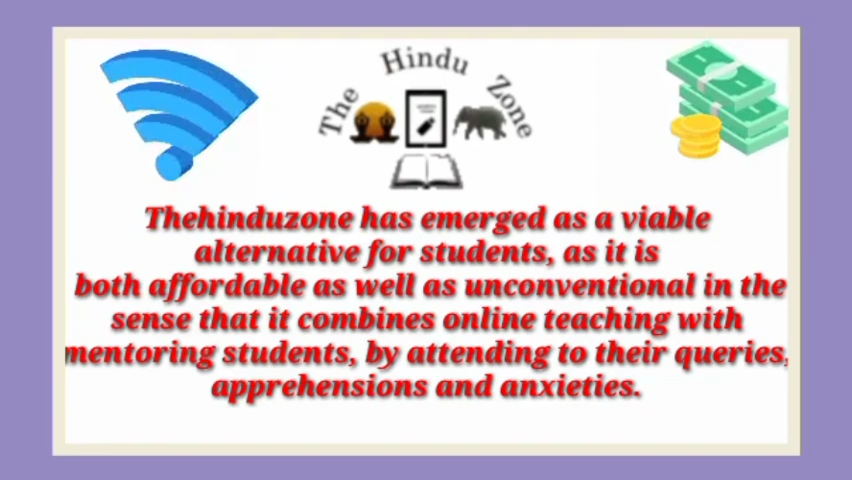 The Hindu Zone
Thehinduzone has emerged as a viable
alternative for students, as it is
both affordable as well as unconventional in the
sense that it combines online teaching with
mentoring students, by attending to their queries,
apprehensions and anxieties.